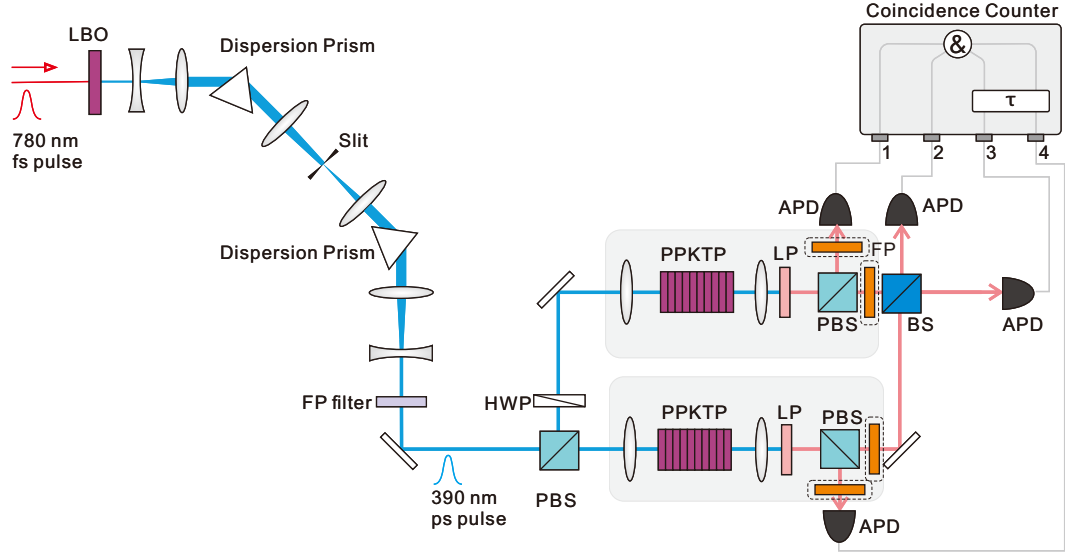 Coincidence Counter
LBO
Dispersion Prism
&
τ
780 nm
fs pulse
Slit
1
2
3
4
APD
APD
Dispersion Prism
PPKTP
LP
FP
PBS
BS
APD
FP filter
HWP
PPKTP
LP
PBS
390 nm
ps pulse
PBS
APD